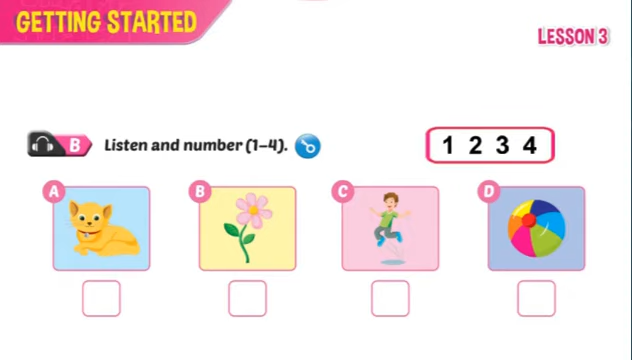 GETTING STARTED
LESSON 3
B Listen and number (1–4).
1 2 3 4
A B C D